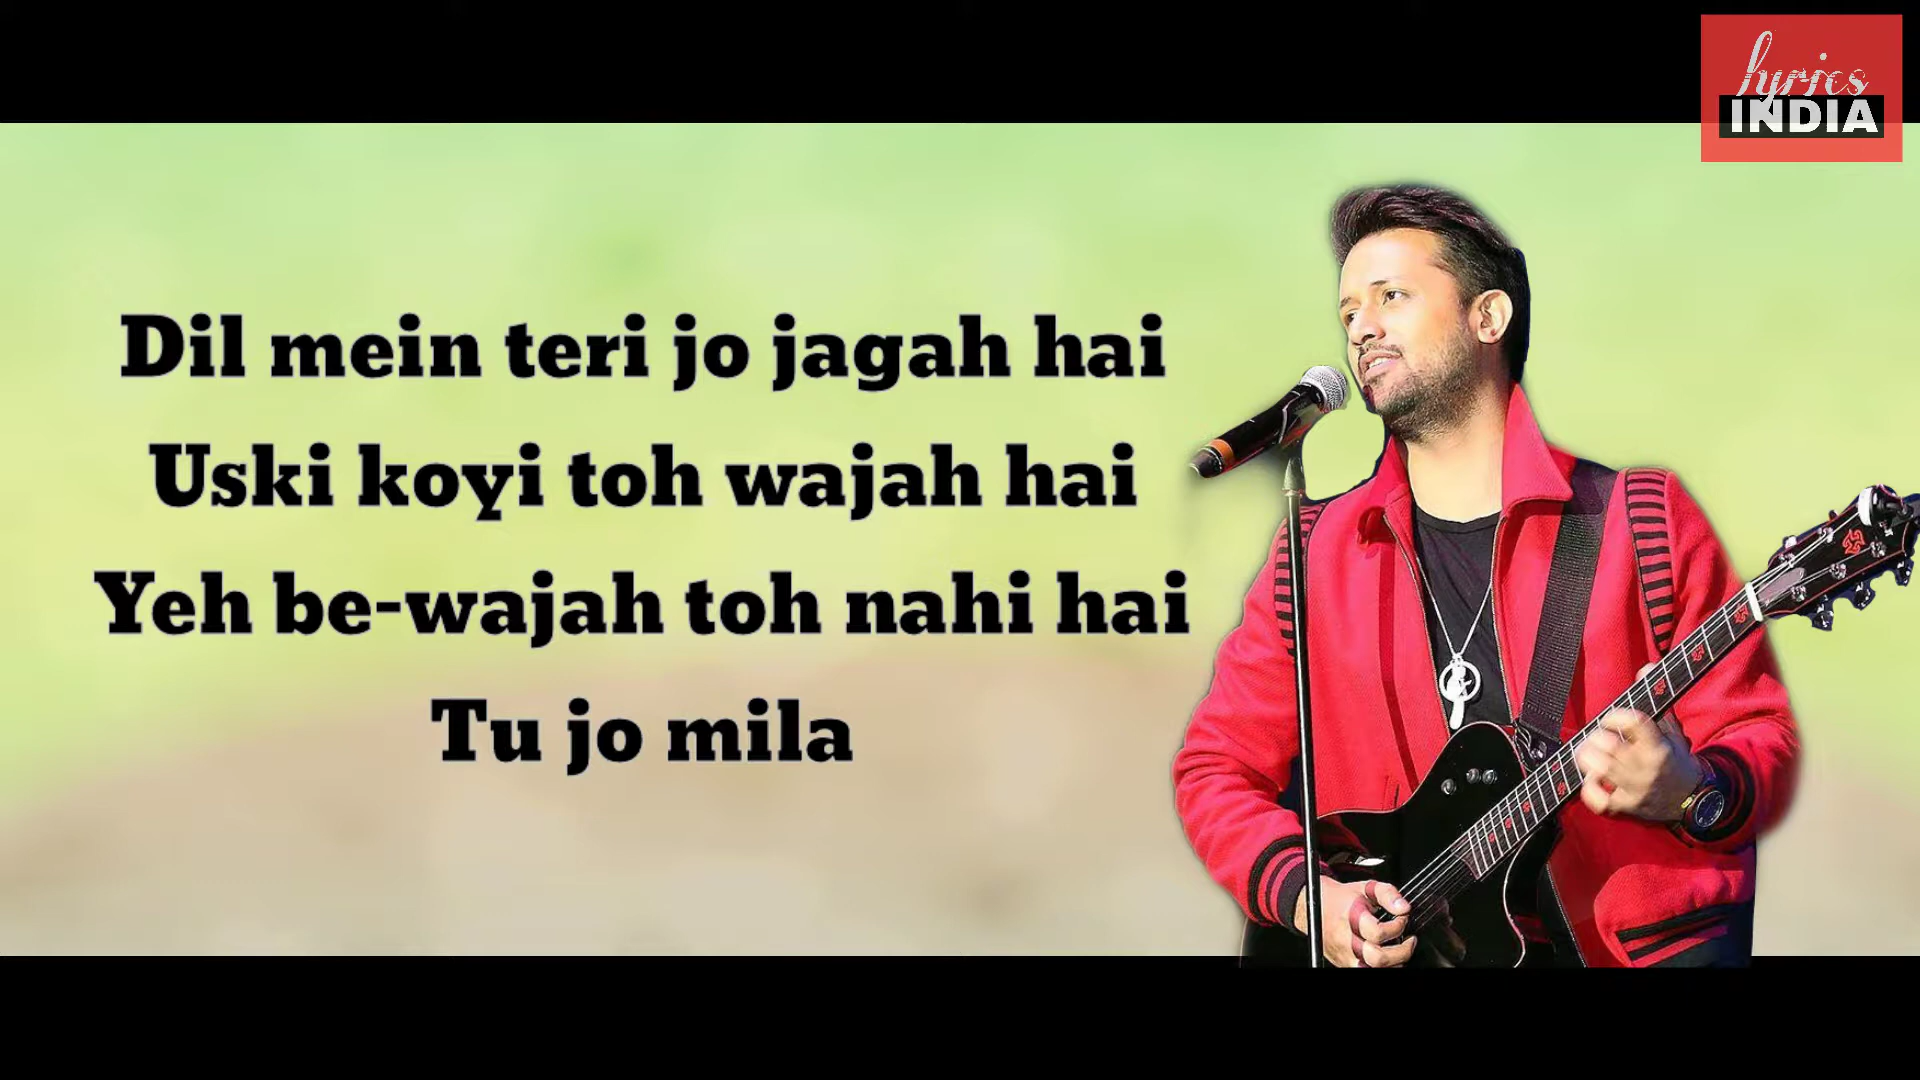 lyrics
INDIA
Dil mein teri jo jagah hai
Uski koyi toh wajah hai
Yeh be-wajah toh nahi hai
Tu jo mila